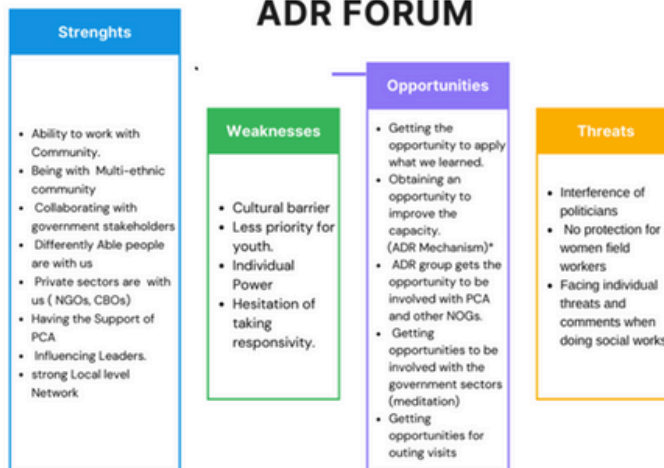 ADR FORUM
Strenghts
• Ability to work with
Community.
• Being with Multi-ethnic
community
• Collaborating with
government stakeholders
• Differently Able people
are with us
• Private sectors are with
us ( NGOs, CBOs)
• Having the Support of
PCA
• Influencing Leaders.
• strong Local level
Network
Weaknesses
• Cultural barrier
• Less priority for
youth.
• Individual
Power
• Hesitation of
taking
responsivity.
Opportunities
• Getting the
opportunity to apply
what we learned.
• Obtaining an
opportunity to
improve the
capacity.
(ADR Mechanism)*
• ADR group gets the
opportunity to be
involved with PCA
and other NOGs.
• Getting
opportunities to be
involved with the
government sectors
(meditation)
• Getting
opportunities for
outing visits
Threats
• Interference of
politicians
• No protection for
women field
workers
• Facing individual
threats and
comments when
doing social works